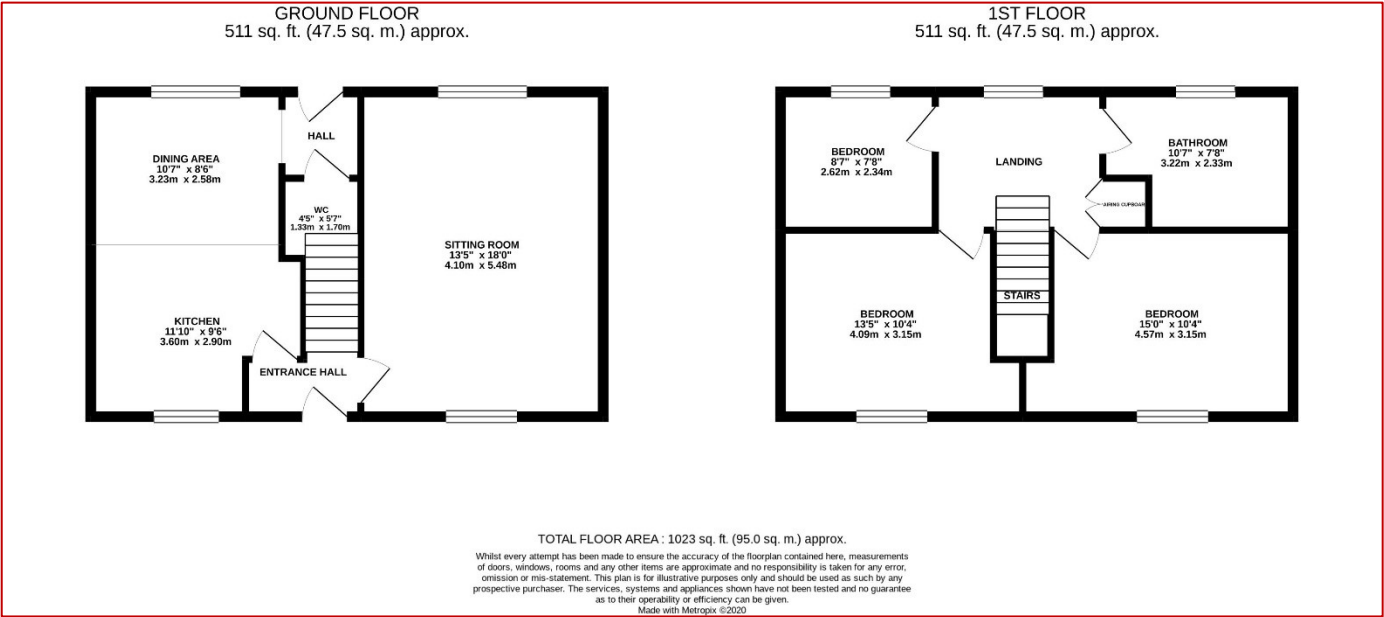 GROUND FLOOR
511 sq. ft. (47.5 sq. m.) approx.
HALL
DINING AREA
10'7" x 8'6"
3.23m x 2.58m
WC
4'5" x 5'7"
1.33m x 1.70m
SITTING ROOM
13'5" x 18'0"
4.10m x 5.48m
KITCHEN
11'10" x 9'6"
3.60m x 2.90m
ENTRANCE HALL
1ST FLOOR
511 sq. ft. (47.5 sq. m.) approx.
BEDROOM
8'7" x 7'8"
2.62m x 2.34m
LANDING
BATHROOM
10'7" x 7'8"
3.22m x 2.33m
AIRING CUPBOARD
STAIRS
BEDROOM
13'5" x 10'4"
4.09m x 3.15m
BEDROOM
15'0" x 10'4"
4.57m x 3.15m
TOTAL FLOOR AREA : 1023 sq. ft. (95.0 sq. m.) approx.
Whilst every attempt has been made to ensure the accuracy of the floorplan contained here, measurements
of doors, windows, rooms and any other items are approximate and no responsibility is taken for any error,
omission or mis-statement. This plan is for illustrative purposes only and should be used as such by any
prospective purchaser. The services, systems and appliances shown have not been tested and no guarantee
as to their operability or efficiency can be given.
Made with Metropix ©2020